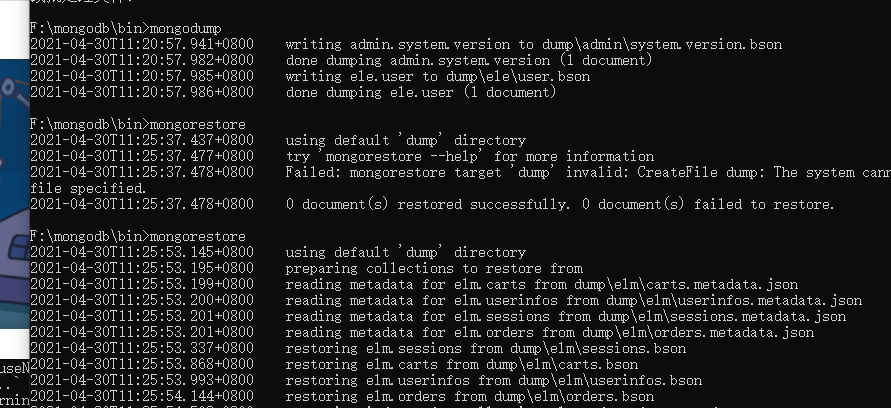 F:\mongodb\bin>mongodump
2021-04-30T11:20:57.941+0800 writing admin.system.version to dump\admin\system.version.bson
2021-04-30T11:20:57.982+0800 done dumping admin.system.version (1 document)
2021-04-30T11:20:57.985+0800 writing ele.user to dump\ele\user.bson
2021-04-30T11:20:57.986+0800 done dumping ele.user (1 document)
F:\mongodb\bin>mongorestore
2021-04-30T11:25:37.437+0800 using default 'dump' directory
2021-04-30T11:25:37.477+0800 try 'mongorestore --help' for more information
2021-04-30T11:25:37.478+0800 Failed: mongorestore target 'dump' invalid: CreateFile dump: The system cann
file specified.
2021-04-30T11:25:37.478+0800 0 document(s) restored successfully. 0 document(s) failed to restore.
F:\mongodb\bin>mongorestore
2021-04-30T11:25:53.145+0800 using default 'dump' directory
2021-04-30T11:25:53.195+0800 preparing collections to restore from
2021-04-30T11:25:53.199+0800 reading metadata for elm.carts from dump\elm\carts.metadata.json
2021-04-30T11:25:53.200+0800 reading metadata for elm.userinfos from dump\elm\userinfos.metadata.json
2021-04-30T11:25:53.201+0800 reading metadata for elm.sessions from dump\elm\sessions.metadata.json
2021-04-30T11:25:53.201+0800 reading metadata for elm.orders from dump\elm\orders.metadata.json
2021-04-30T11:25:53.337+0800 restoring elm.sessions from dump\elm\sessions.bson
2021-04-30T11:25:53.868+0800 restoring elm.carts from dump\elm\carts.bson
2021-04-30T11:25:53.993+0800 restoring elm.userinfos from dump\elm\userinfos.bson
2021-04-30T11:25:54.144+0800 restoring elm.orders from dump\elm\orders.bson
useN
rnin